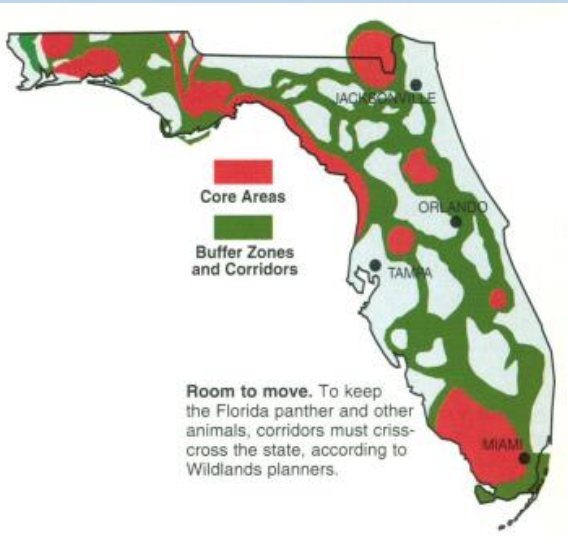 JACKSONVILLE
Core Areas
ORLANDO
Buffer Zones
and Corridors
TAMPA
Room to move. To keep
the Florida panther and other
animals, corridors must criss-
cross the state, according to
Wildlands planners.
MIAMI